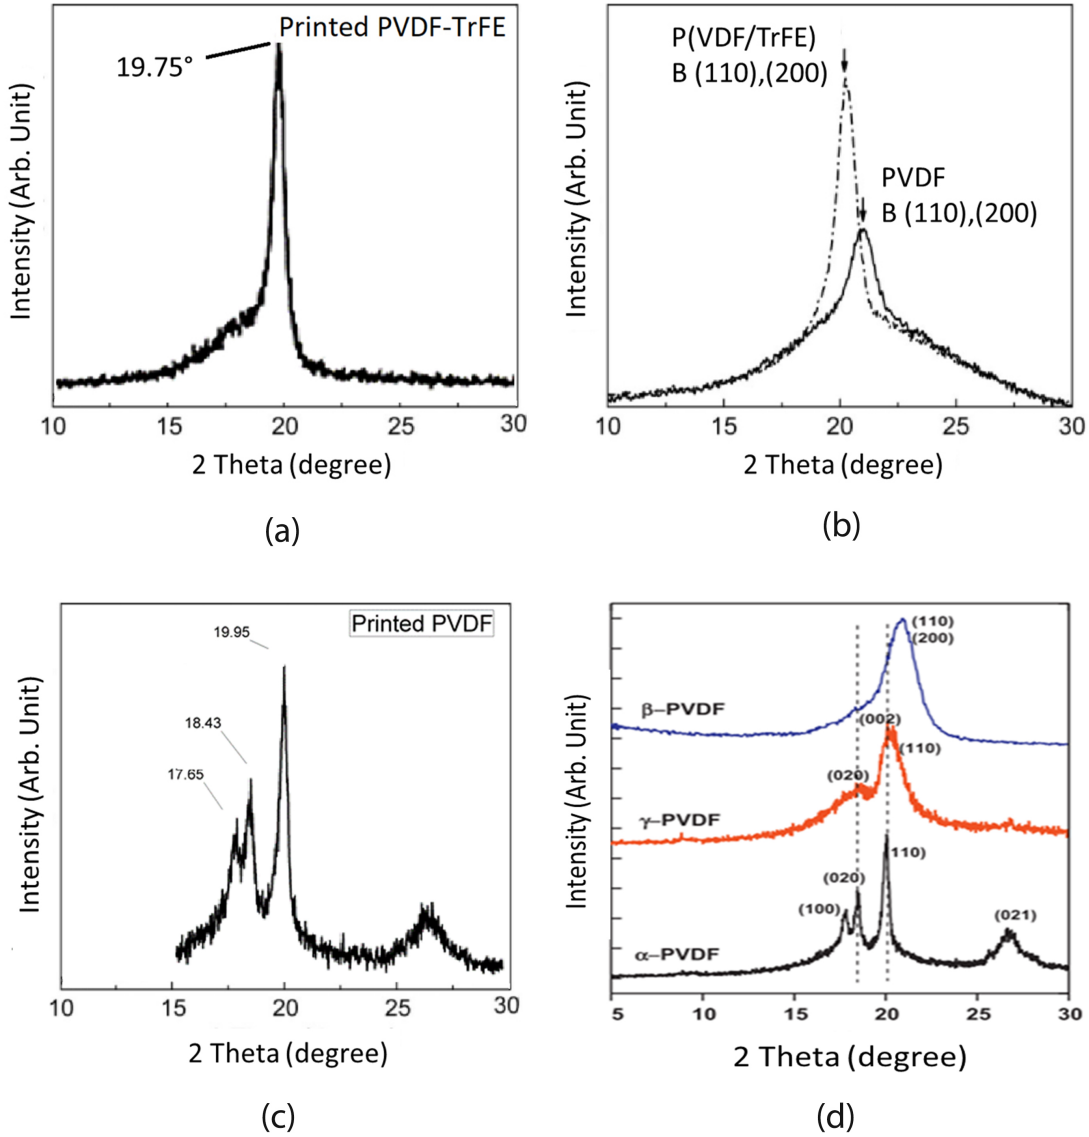 Printed PVDF-TrFE
19.75°
Intensity (Arb. Unit)
10 15 20 25 30
2 Theta (degree)
(a)
P(VDF/TrFE)
B (110),(200)
PVDF
B (110),(200)
Intensity (Arb. Unit)
10 15 20 25 30
2 Theta (degree)
(b)
Printed PVDF
19.95
18.43
17.65
Intensity (Arb. Unit)
10 15 20 25 30
2 Theta (degree)
(c)
(110)
(200)
β-PVDF
(002)
(110)
(020)
γ-PVDF
110)
(020)
(100)
(021)
α-PVDF
Intensity (Arb. Unit)
5 10 15 20 25 30
2 Theta (degree)
(d)